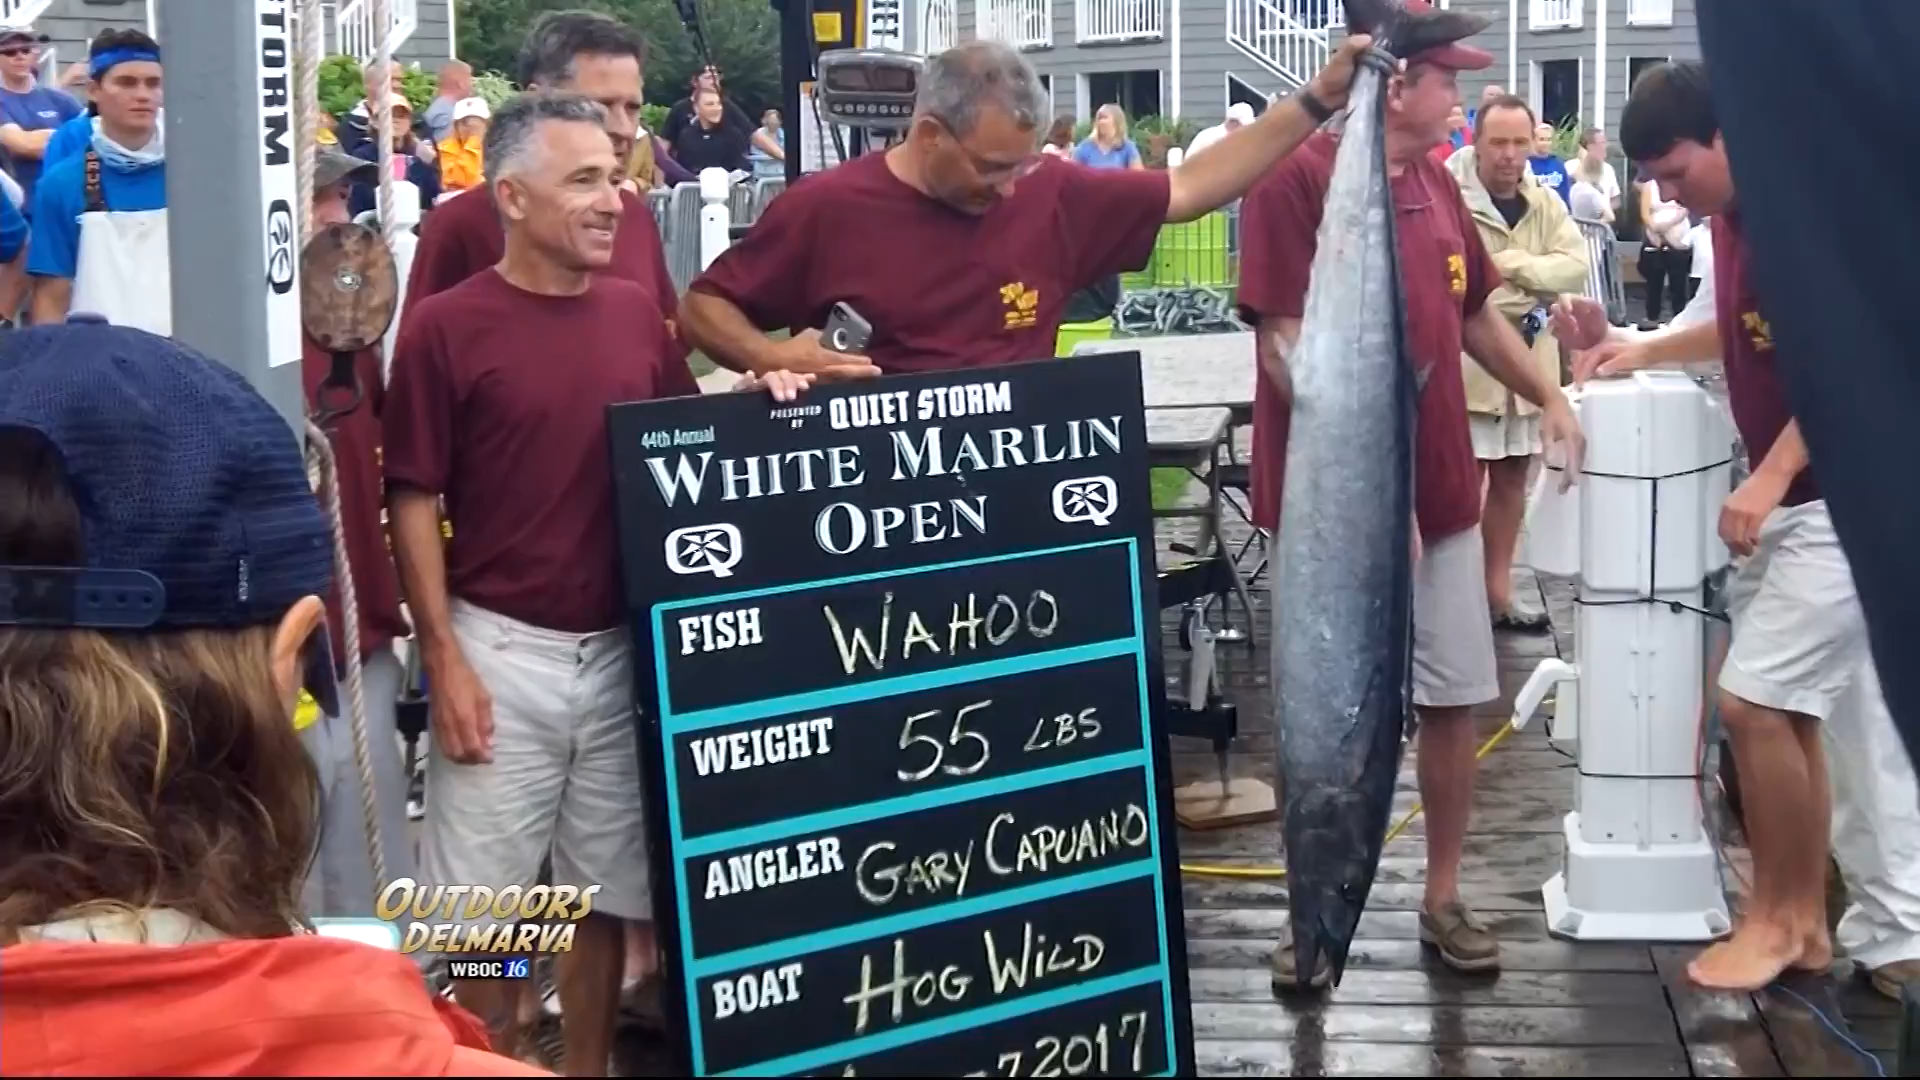 STORM
PRESENTED BY QUIET STORM
44th Annual
WHITE MARLIN
OPEN
FISH WAHOO
WEIGHT 55 LBS
ANGLER GARY CAPUANO
BOAT HOG WILD
7 2017
OUTDOORS
DELMARVA
WBOC 16